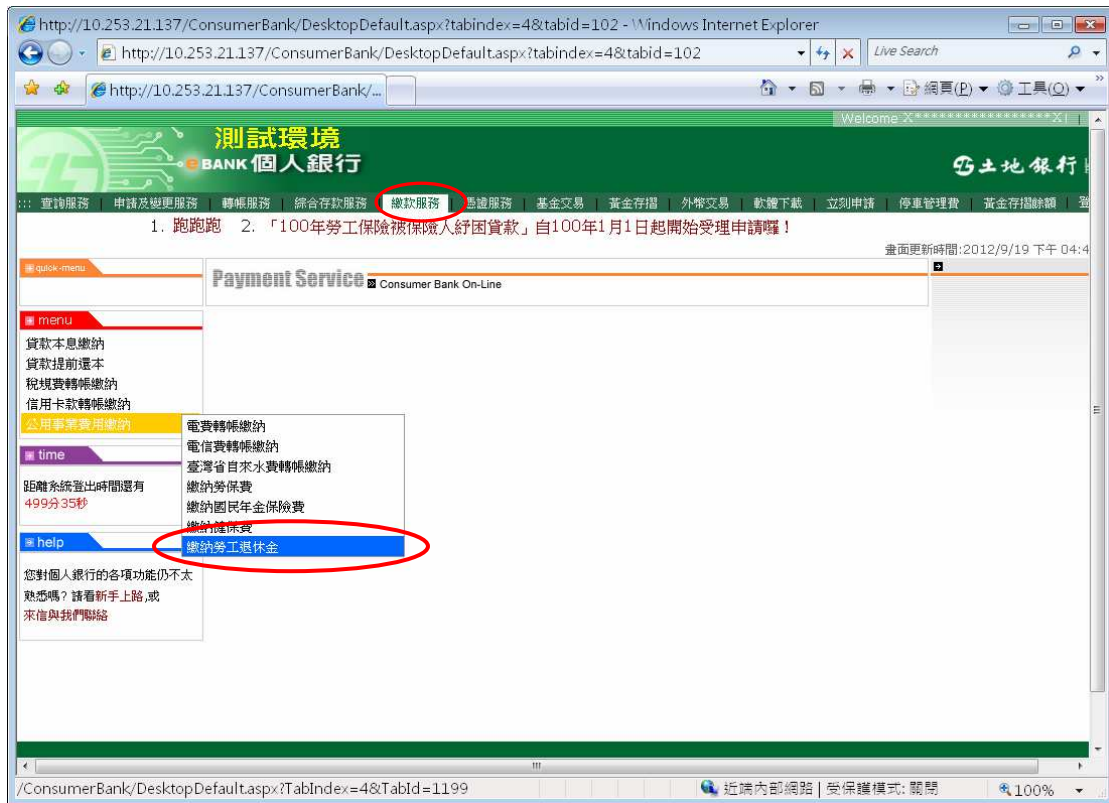 http://10.253.21.137/ConsumerBank/DesktopDefault.aspx?tabindex=4&tabid=102 - Windows Internet Explorer
http://10.253.21.137/ConsumerBank/DesktopDefault.aspx?tabindex=4&tabid=102
Live Search
http://10.253.21.137/ConsumerBank/...
網頁(P)
工具(O)
Welcome X*******************X! |
測試環境
eBANK個人銀行
土地銀行
::: 查詢服務 | 申請及變更服務 | 轉帳服務 | 綜合存款服務 | 繳款服務 | 憑證服務 | 基金交易 | 黃金存摺 | 外幣交易 | 軟體下載 | 立刻申請 | 停車管理費 | 黃金存摺餘額 | 登
1. 跑跑跑 2. 「100年勞工保險被保險人紓困貸款」自100年1月1日起開始受理申請囉！
畫面更新時間:2012/9/19 下午 04:4
quick-menu
Payment Service Consumer Bank On-Line
menu
貸款本息繳納
貸款提前還本
稅規費轉帳繳納
信用卡款轉帳繳納
公用事業費用繳納
電費轉帳繳納
電信費轉帳繳納
臺灣省自來水費轉帳繳納
繳納勞保費
繳納國民年金保險費
繳納健保費
繳納勞工退休金
time
距離系統登出時間還有
499分35秒
help
您對個人銀行的各項功能仍不太
熟悉嗎? 請看新手上路,或
來信與我們聯絡
/ConsumerBank/DesktopDefault.aspx?TabIndex=4&TabId=1199
近端內部網路 | 受保護模式: 關閉
100%